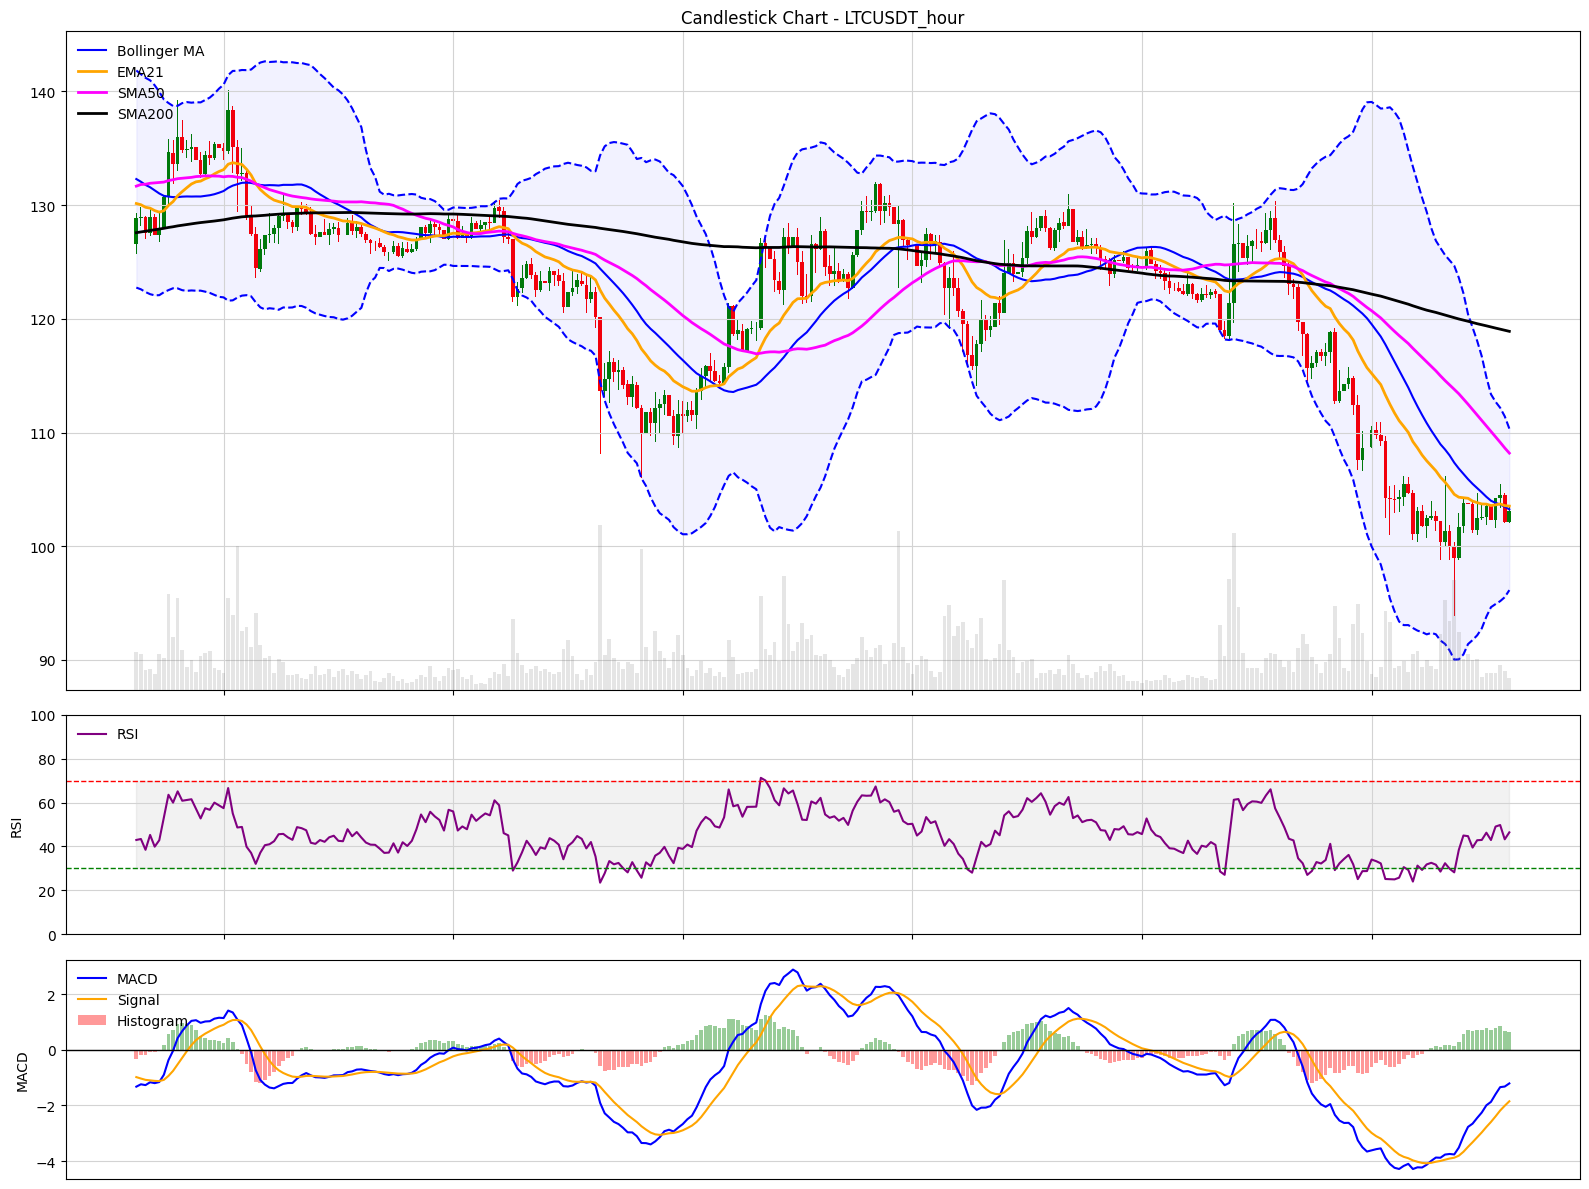 Candlestick Chart - LTCUSDT_hour
Bollinger MA
EMA21
SMA50
SMA200
140
130
120
110
100
90
RSI
100
80
60
40
20
0
RSI
MACD
Signal
Histogram
2
0
−2
−4
MACD